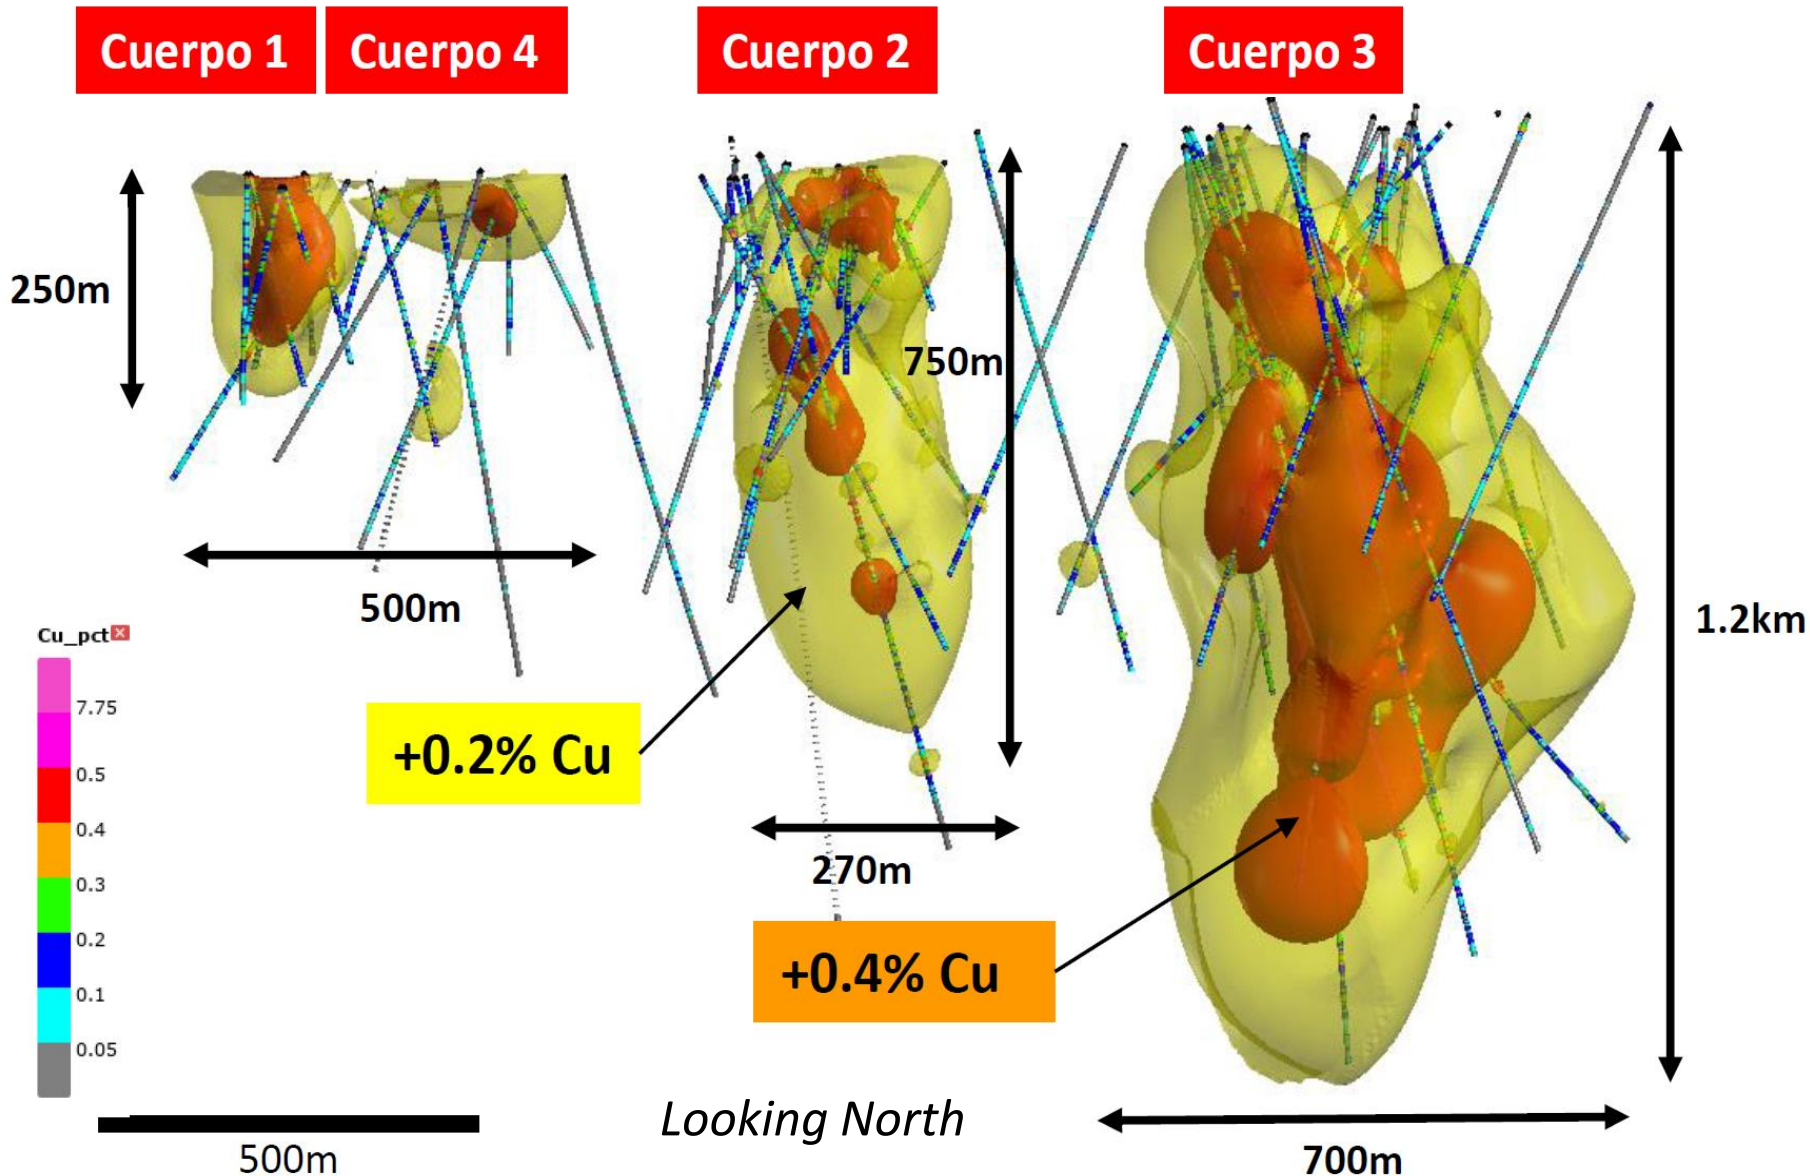 Cuerpo 1
Cuerpo 4
Cuerpo 2
Cuerpo 3
250m
750m
500m
1.2km
Cu_pct
7.75
0.5
0.4
0.3
0.2
0.1
0.05
+0.2% Cu
270m
+0.4% Cu
Looking North
500m
700m